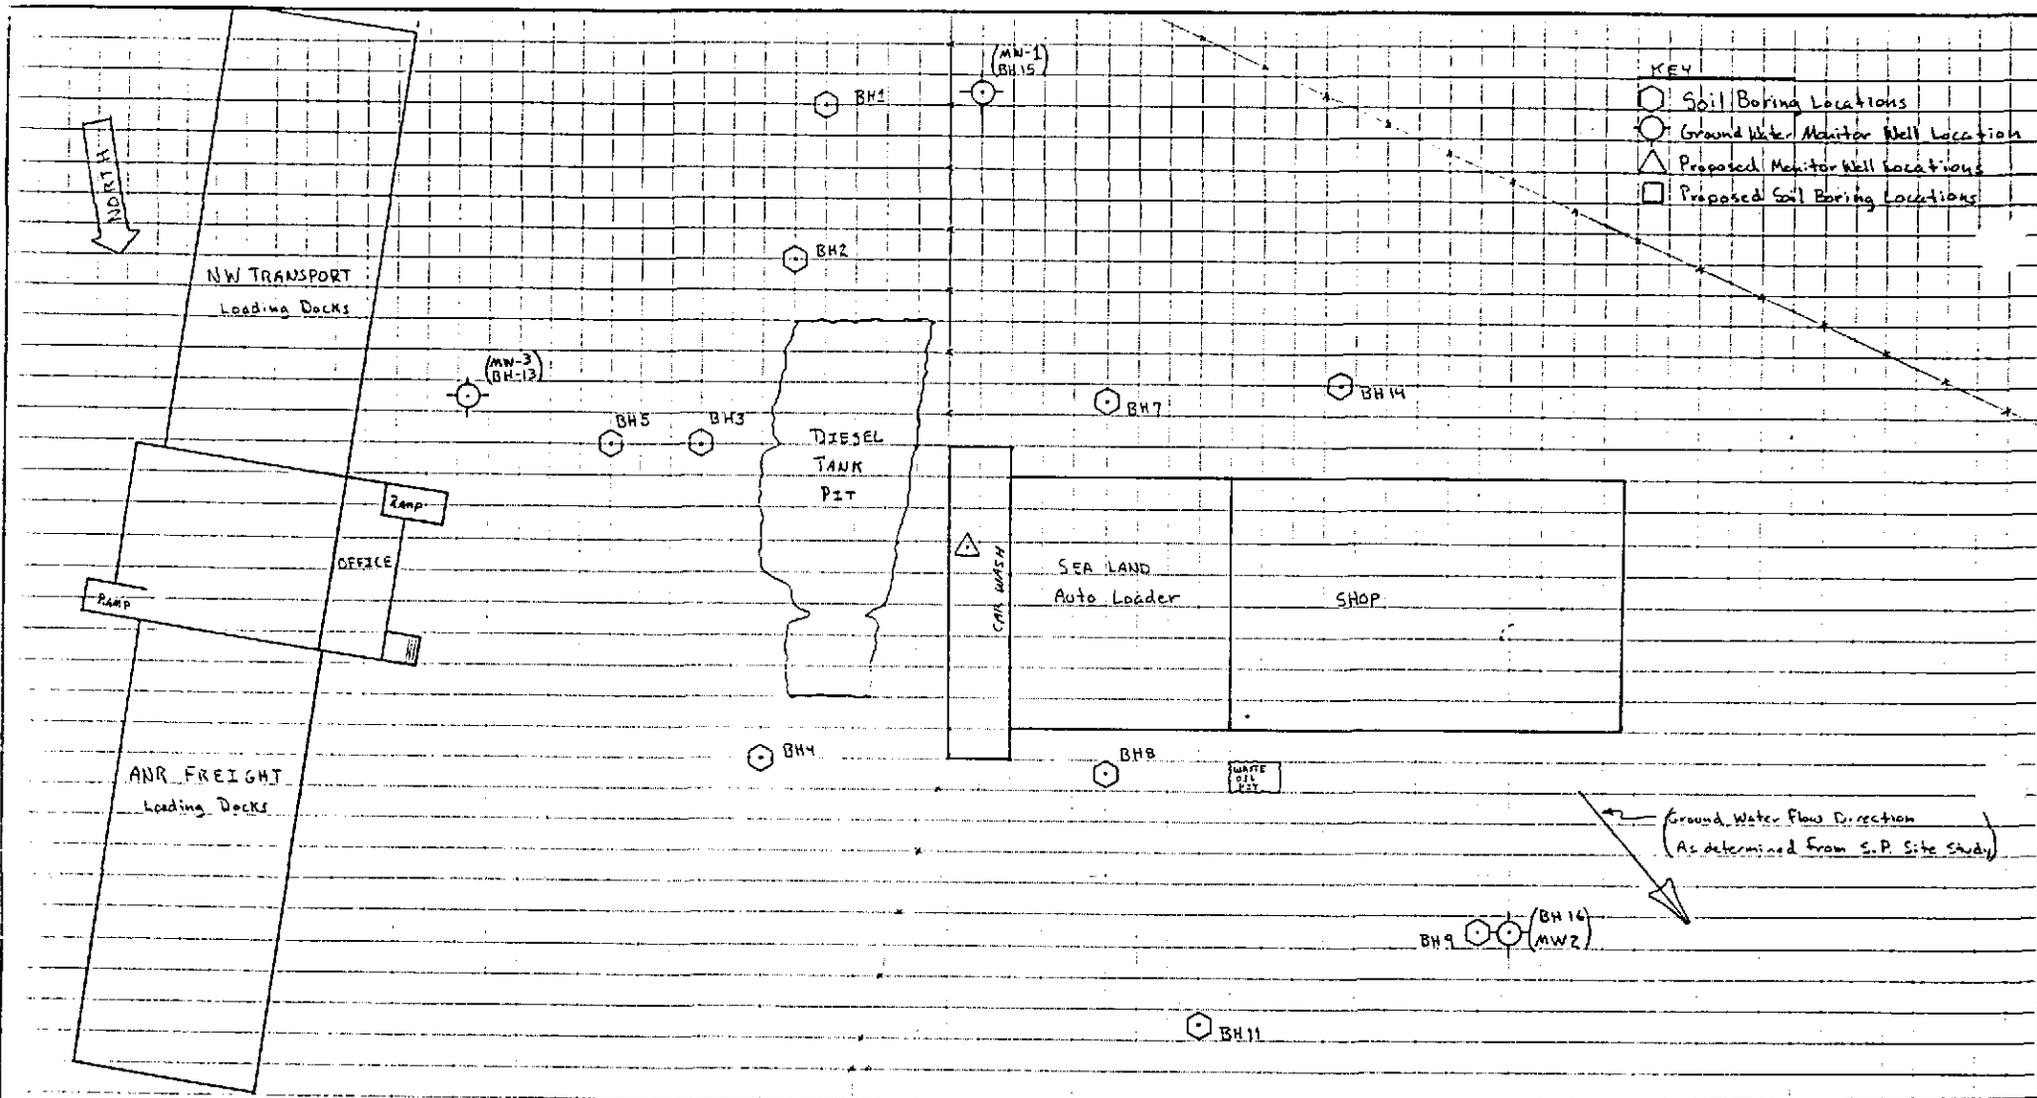 (MW-1)
(BH15)
BH1
KEY
Soil Boring Locations
Ground Water Monitor Well Location
Proposed Monitor Well Locations
Proposed Soil Boring Locations
NORTH
BH2
NW TRANSPORT
Loading Docks
(MW-3)
(BH-13)
BH5
BH3
BH7
BH14
DIESEL
TANK
PIT
RAMP
OFFICE
RAMP
CAR WASH
SEA LAND
Auto Loader
SHOP
BH4
BH8
WASTE
OIL
PIT
ANR FREIGHT
Loading Docks
(Ground Water Flow Direction
As determined from S.P. Site Study)
BH9
(BH16)
(MW2)
BH11